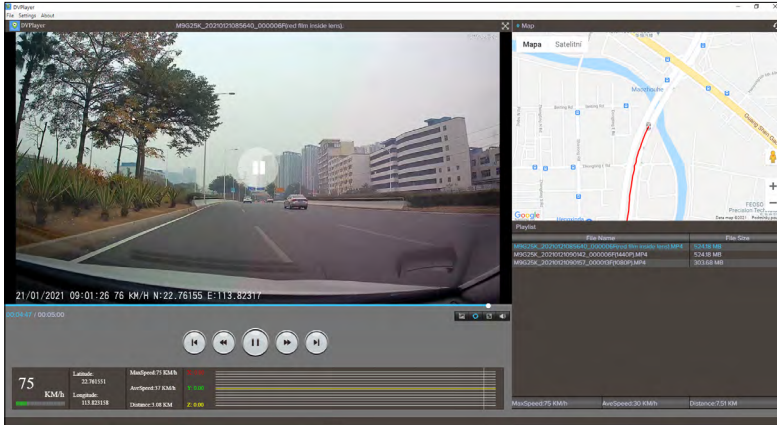 DVPlayer
File Settings About
DVPlayer
M9G25K_20210121085640_000006F(red film inside lens).
Map
Mapa Satelitní
Google
Playlist
File Name File Size
M9G25K_20210121085640_000006F(red film inside lens).MP4 524.18 MB
M9G25K_20210121090142_000006F(1440P).MP4 524.18 MB
M9G25K_20210121090157_000013F(1080P).MP4 303.68 MB
21/01/2021 09:01:26 76 KM/H N:22.76155 E:113.82317
00:04:47 / 00:05:00
75
KM/h
Latitude:
22.761551
Longitude:
113.823158
MaxSpeed:75 KM/h
AveSpeed:37 KM/h
Distance:3.08 KM
Y: 0.00
Z: 0.00
MaxSpeed:75 KM/h AveSpeed:30 KM/h Distance:7.51 KM